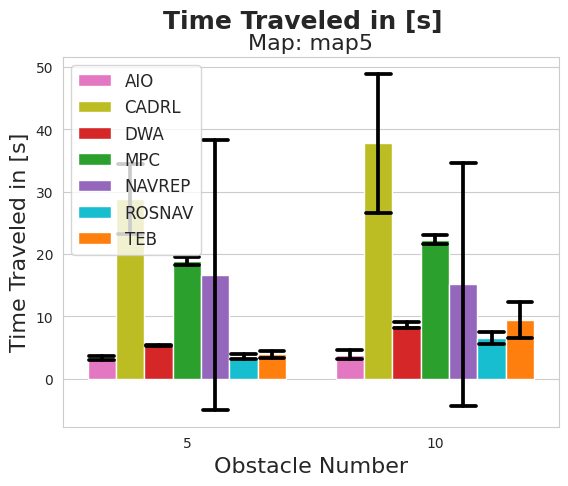 Time Traveled in [s]
Map: map5
Time Traveled in [s]
50
40
30
20
10
0
AIO
CADRL
DWA
MPC
NAVREP
ROSNAV
TEB
5
10
Obstacle Number